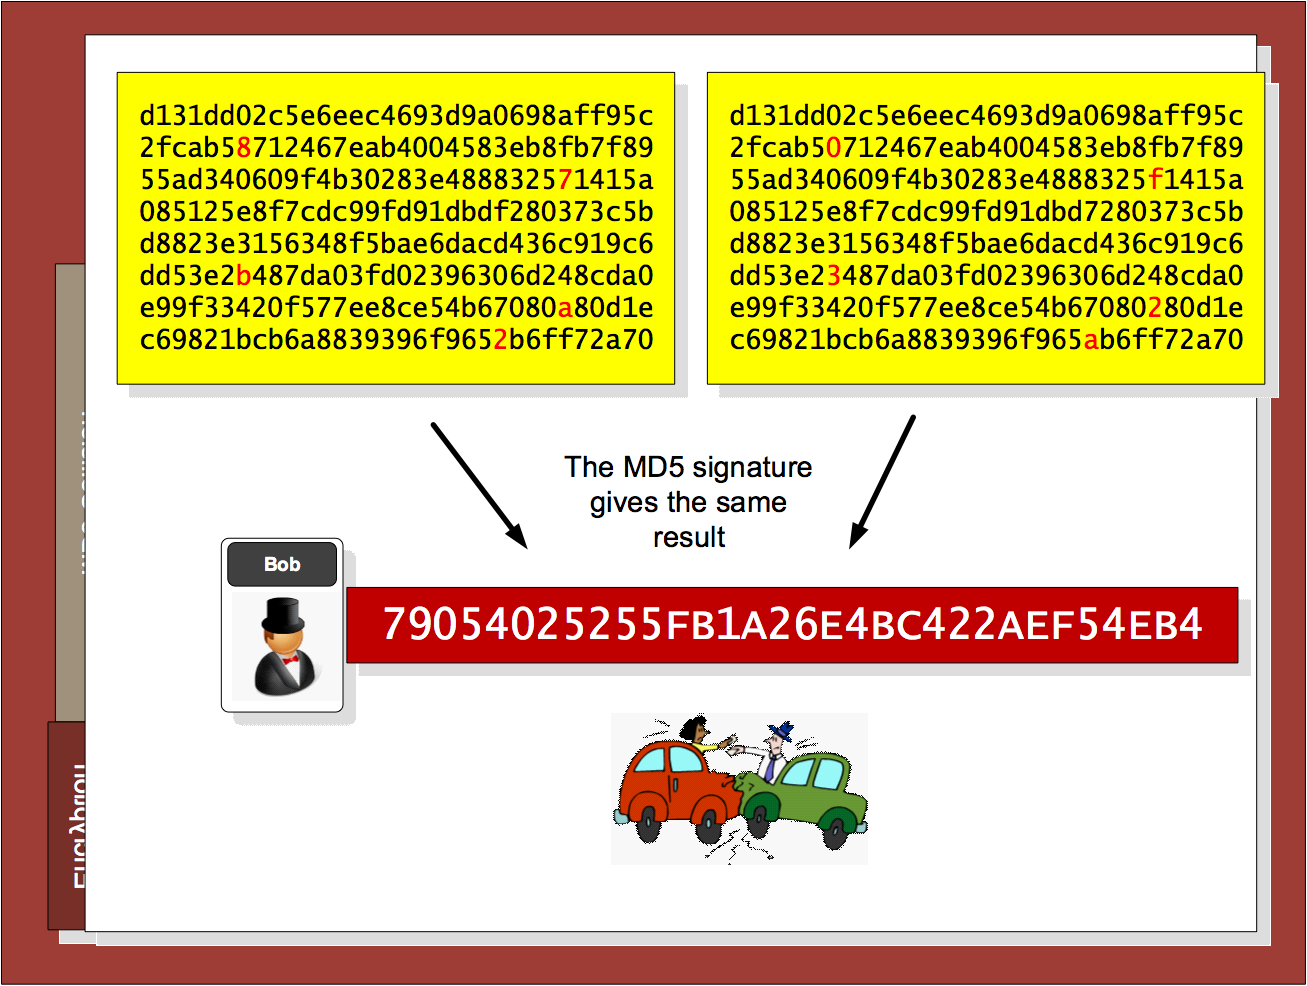 d131dd02c5e6eec4693d9a0698aff95c
2fcab58712467eab4004583eb8fb7f89
55ad340609f4b30283e488832571415a
085125e8f7cdc99fd91dbdf280373c5b
d8823e3156348f5bae6dacd436c919c6
dd53e2b487da03fd02396306d248cda0
e99f33420f577ee8ce54b67080a80d1e
c69821bcb6a8839396f9652b6ff72a70
d131dd02c5e6eec4693d9a0698aff95c
2fcab50712467eab4004583eb8fb7f89
55ad340609f4b30283e4888325f1415a
085125e8f7cdc99fd91dbd7280373c5b
d8823e3156348f5bae6dacd436c919c6
dd53e23487da03fd02396306d248cda0
e99f33420f577ee8ce54b67080280d1e
c69821bcb6a8839396f965ab6ff72a70
The MD5 signature
gives the same
result
Bob
79054025255FB1A26E4BC422AEF54EB4